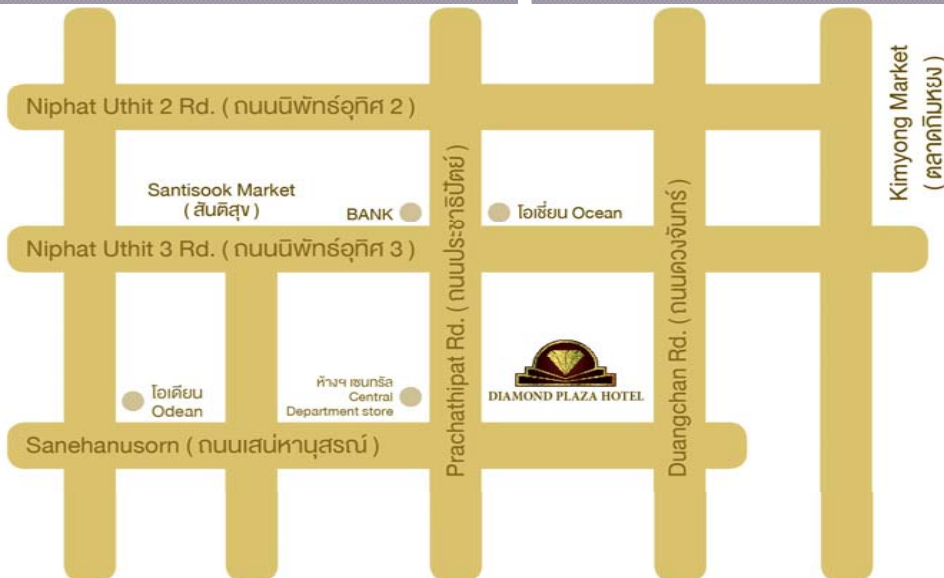 Kimyong Market
( ตลาดกิมหยง )
Niphat Uthit 2 Rd. ( ถนนนิพัทธ์อุทิศ 2 )
Santisook Market
( สันติสุข )
BANK
โอเชี่ยน Ocean
Niphat Uthit 3 Rd. ( ถนนนิพัทธ์อุทิศ 3 )
Prachathipat Rd. ( ถนนประชาธิปัตย์ )
Duangchan Rd. ( ถนนดวงจันทร์ )
โอเดียน
Odean
ห้างฯ เซนทรัล
Central
Department store
DIAMOND PLAZA HOTEL
Sanehanusorn ( ถนนเสน่หานุสรณ์ )